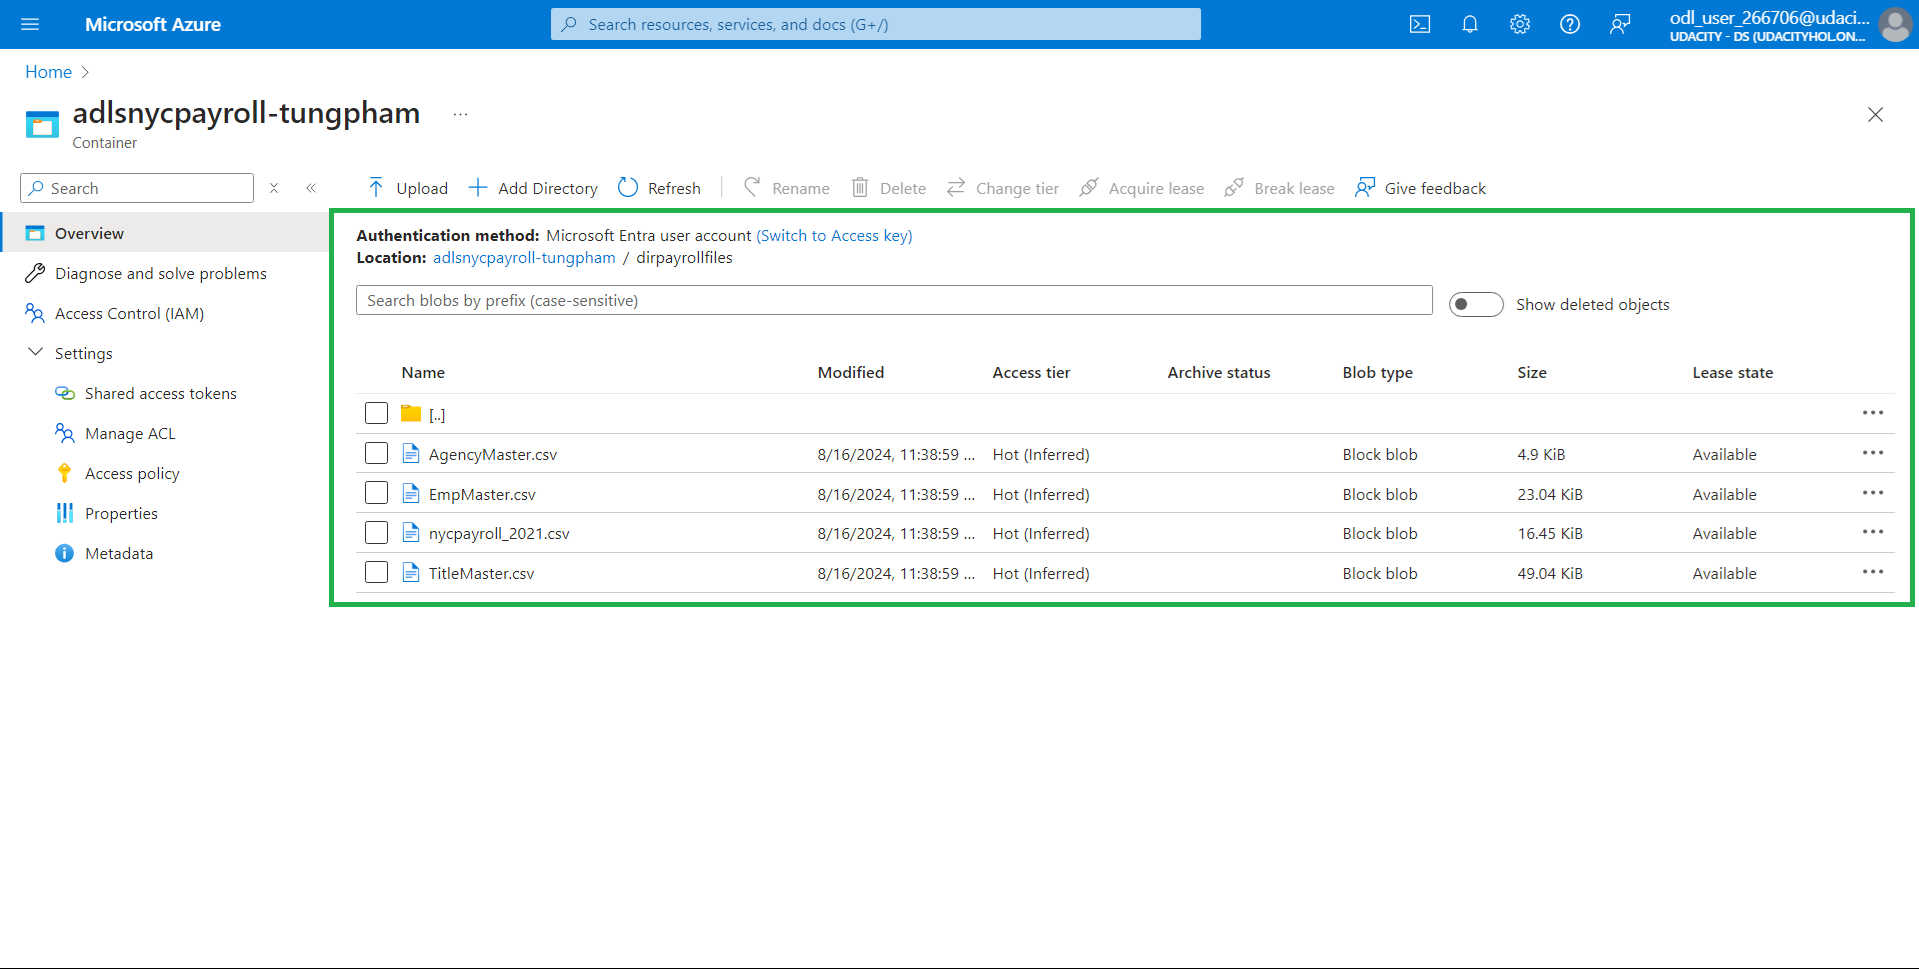 Microsoft Azure
Search resources, services, and docs (G+/)
odl_user_266706@udaci...
UDACITY - DS (UDACITYHOL.ON...
Home
adlsnycpayroll-tungpham ...
Container
Search
Upload Add Directory Refresh Rename Delete Change tier Acquire lease Break lease Give feedback
Overview
Diagnose and solve problems
Access Control (IAM)
Settings
Shared access tokens
Manage ACL
Access policy
Properties
Metadata
Authentication method: Microsoft Entra user account (Switch to Access key)
Location: adlsnycpayroll-tungpham / dirpayrollfiles
Search blobs by prefix (case-sensitive)
Show deleted objects
Name Modified Access tier Archive status Blob type Size Lease state
[..]
AgencyMaster.csv 8/16/2024, 11:38:59 ... Hot (Inferred) Block blob 4.9 KiB Available
EmpMaster.csv 8/16/2024, 11:38:59 ... Hot (Inferred) Block blob 23.04 KiB Available
nycpayroll_2021.csv 8/16/2024, 11:38:59 ... Hot (Inferred) Block blob 16.45 KiB Available
TitleMaster.csv 8/16/2024, 11:38:59 ... Hot (Inferred) Block blob 49.04 KiB Available